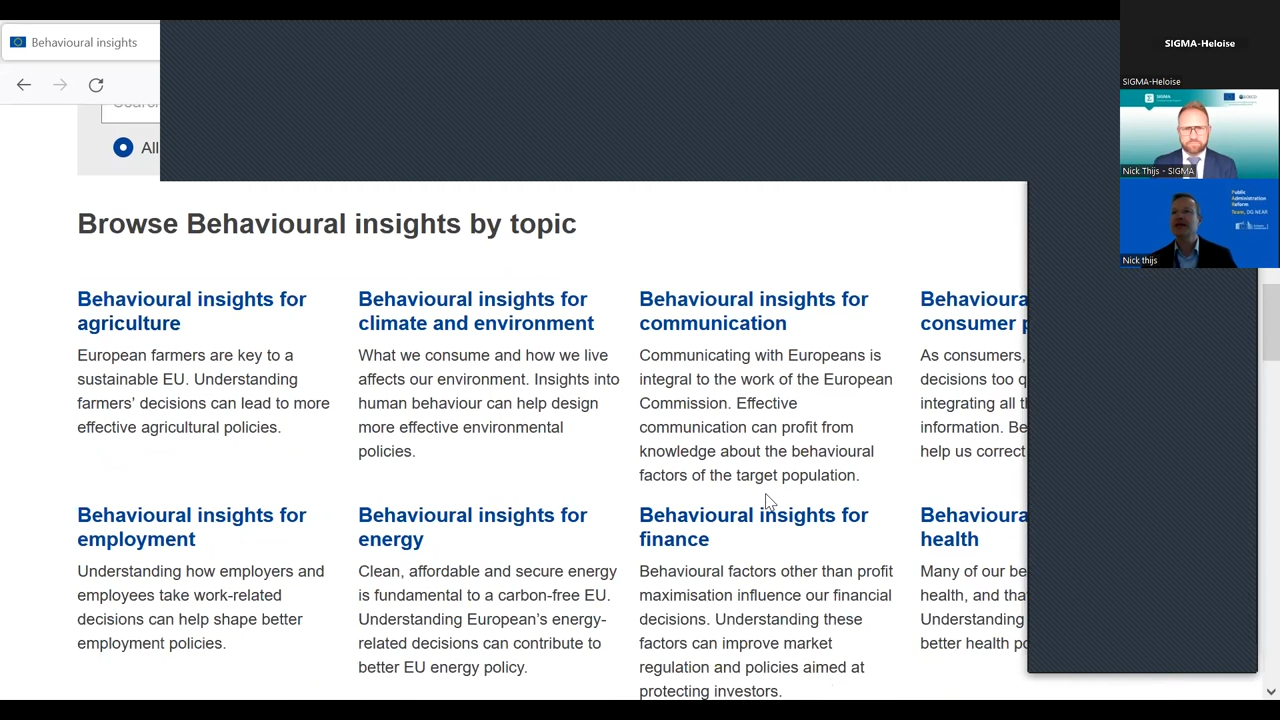 Behavioural insights
All
Browse Behavioural insights by topic
Behavioural insights for
agriculture
European farmers are key to a
sustainable EU. Understanding
farmers’ decisions can lead to more
effective agricultural policies.
Behavioural insights for
climate and environment
What we consume and how we live
affects our environment. Insights into
human behaviour can help design
more effective environmental
policies.
Behavioural insights for
communication
Communicating with Europeans is
integral to the work of the European
Commission. Effective
communication can profit from
knowledge about the behavioural
factors of the target population.
Behavioura
consumer p
As consumers,
decisions too q
integrating all th
information. Be
help us correct
Behavioural insights for
employment
Understanding how employers and
employees take work-related
decisions can help shape better
employment policies.
Behavioural insights for
energy
Clean, affordable and secure energy
is fundamental to a carbon-free EU.
Understanding European’s energy-
related decisions can contribute to
better EU energy policy.
Behavioural insights for
finance
Behavioural factors other than profit
maximisation influence our financial
decisions. Understanding these
factors can improve market
regulation and policies aimed at
protecting investors.
Behavioura
health
Many of our be
health, and tha
Understanding
better health po
SIGMA-Heloise
SIGMA-Heloise
SIGMA
Nick Thijs - SIGMA
Public
Administration
Reform
Team, DG NEAR
Nick thijs